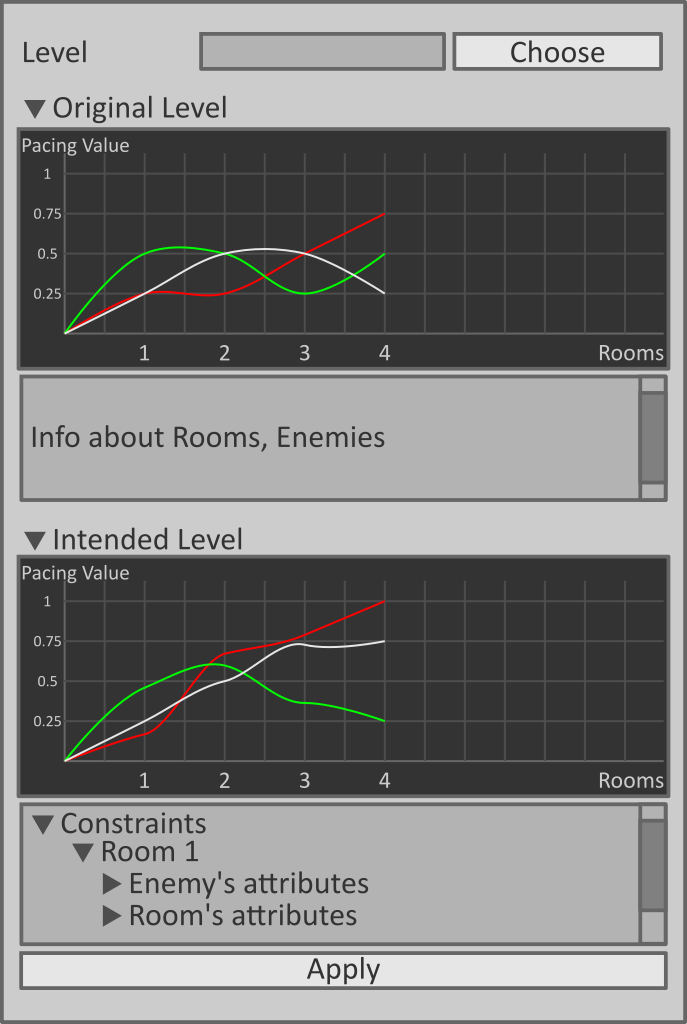 Level
Choose
Original Level
Pacing Value
1
0.75
0.5
0.25
1 2 3 4 Rooms
Info about Rooms, Enemies
Intended Level
Pacing Value
1
0.75
0.5
0.25
1 2 3 4 Rooms
Constraints
Room 1
Enemy's attributes
Room's attributes
Apply